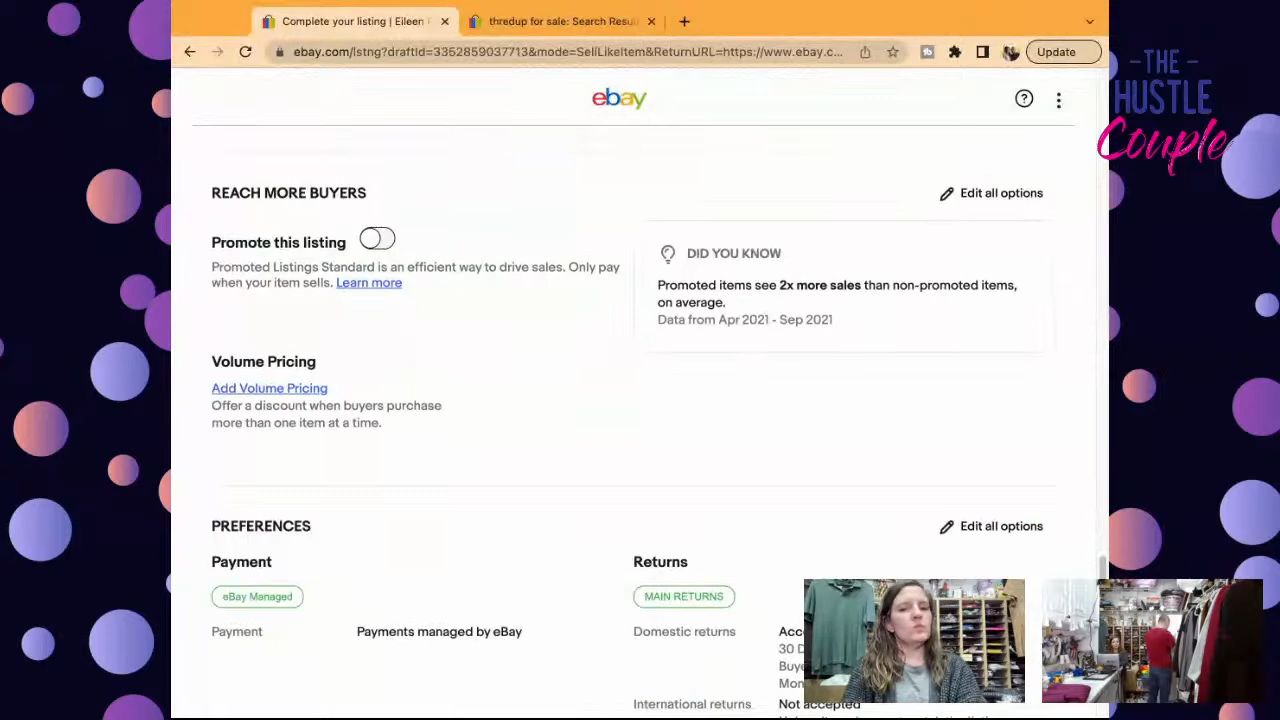 Complete your listing | Eileen
thredup for sale: Search Resu
ebay.com/lstng?draftId=3352859037713&mode=SellLikeItem&ReturnURL=https://www.ebay.c...
Update
-THE-
HUSTLE
Couple
ebay
REACH MORE BUYERS
Edit all options
Promote this listing
Promoted Listings Standard is an efficient way to drive sales. Only pay
when your item sells. Learn more
DID YOU KNOW
Promoted items see 2x more sales than non-promoted items,
on average.
Data from Apr 2021 - Sep 2021
Volume Pricing
Add Volume Pricing
Offer a discount when buyers purchase
more than one item at a time.
PREFERENCES
Edit all options
Payment
eBay Managed
Payment
Payments managed by eBay
Returns
MAIN RETURNS
Domestic returns
30 D
International returns
Not accepted